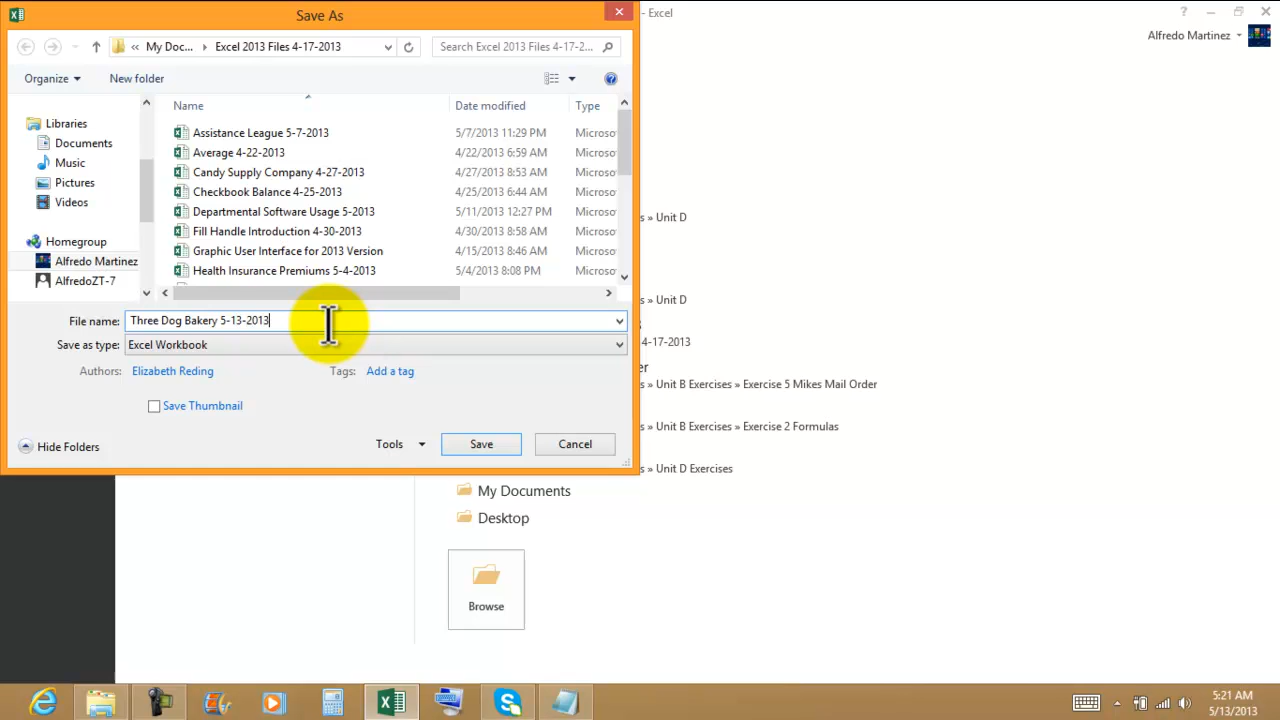 Save As
- Excel
Alfredo Martinez
« My Doc... Excel 2013 Files 4-17-2013
Search Excel 2013 Files 4-17-2...
Organize New folder
Name Date modified Type
Libraries
Documents
Music
Pictures
Videos
Homegroup
Alfredo Martinez
AlfredoZT-7
Assistance League 5-7-2013 5/7/2013 11:29 PM Microso
Average 4-22-2013 4/22/2013 6:59 AM Microso
Candy Supply Company 4-27-2013 4/27/2013 8:53 AM Microso
Checkbook Balance 4-25-2013 4/25/2013 6:44 AM Microso
Departmental Software Usage 5-2013 5/11/2013 12:27 PM Microso
Fill Handle Introduction 4-30-2013 4/30/2013 8:58 AM Microso
Graphic User Interface for 2013 Version 4/15/2013 8:46 AM Microso
Health Insurance Premiums 5-4-2013 5/4/2013 8:08 PM Microso
File name: Three Dog Bakery 5-13-2013
Save as type: Excel Workbook
Authors: Elizabeth Reding Tags: Add a tag
Save Thumbnail
Hide Folders Tools Save Cancel
s » Unit D
s » Unit D
4-17-2013
er
s » Unit B Exercises » Exercise 5 Mikes Mail Order
s » Unit B Exercises » Exercise 2 Formulas
s » Unit D Exercises
My Documents
Desktop
Browse
5:21 AM
5/13/2013